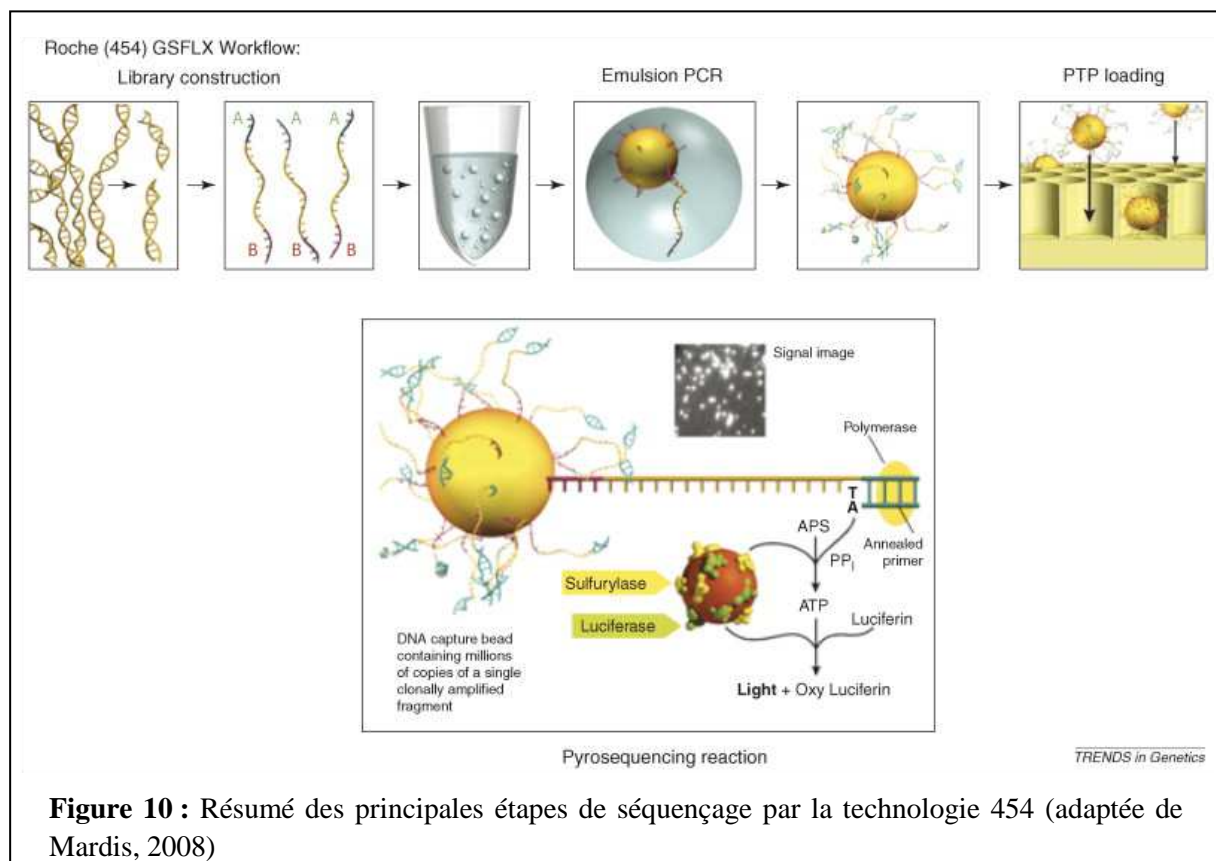 Roche (454) GSFLX Workflow:
Library construction
Emulsion PCR
PTP loading
A A A
B B B
Signal image
Polymerase
T
A
Annealed
primer
APS
PPi
Sulfurylase
ATP
Luciferin
Luciferase
DNA capture bead
containing millions
of copies of a single
clonally amplified
fragment
Light + Oxy Luciferin
Pyrosequencing reaction
TRENDS in Genetics
Figure 10 : Résumé des principales étapes de séquençage par la technologie 454 (adaptée de
Mardis, 2008)